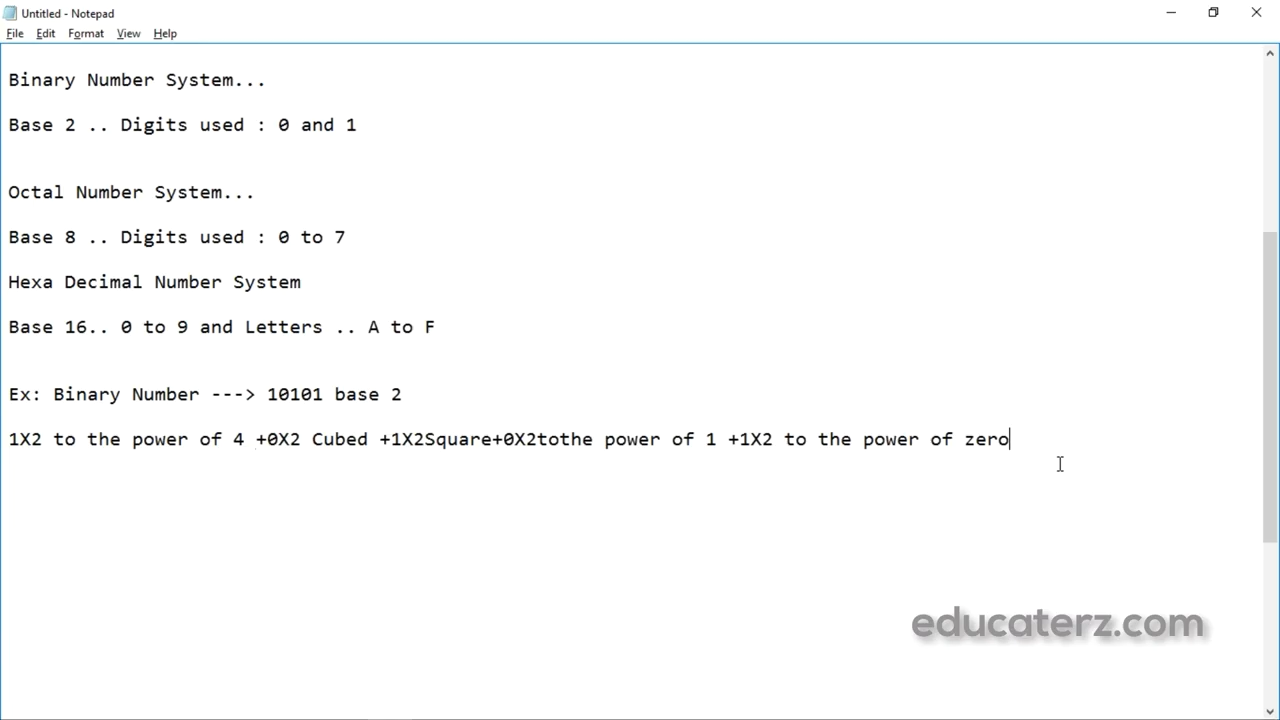 Untitled - Notepad
File Edit Format View Help
Binary Number System...
Base 2 .. Digits used : 0 and 1
Octal Number System...
Base 8 .. Digits used : 0 to 7
Hexa Decimal Number System
Base 16.. 0 to 9 and Letters .. A to F
Ex: Binary Number ---> 10101 base 2
1X2 to the power of 4 +0X2 Cubed +1X2Square+0X2tothe power of 1 +1X2 to the power of zero
educaterz.com